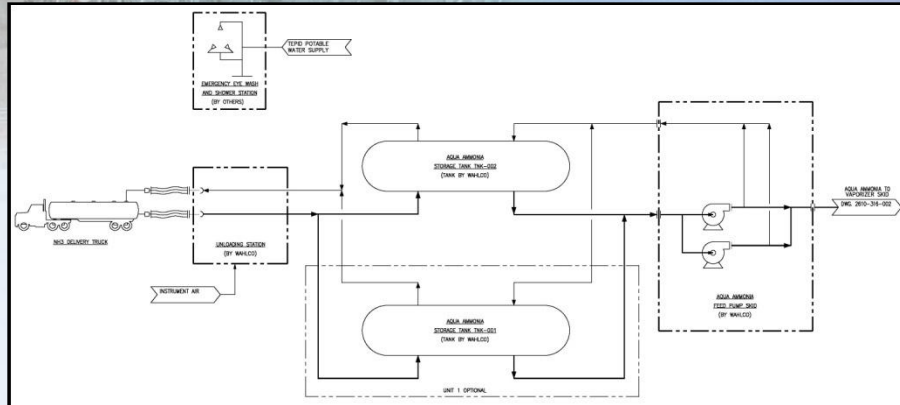 TEPID POTABLE
WATER SUPPLY
EMERGENCY EYE WASH
AND SHOWER STATION
(BY OTHERS)
AQUA AMMONIA
STORAGE TANK TNK-002
(TANK BY WAHLCO)
NH3 DELIVERY TRUCK
UNLOADING STATION
(BY WAHLCO)
INSTRUMENT AIR
AQUA AMMONIA
STORAGE TANK TNK-001
(TANK BY WAHLCO)
UNIT 1 OPTIONAL
AQUA AMMONIA
FEED PUMP SKID
(BY WAHLCO)
AQUA AMMONIA TO
VAPORIZER SKID
DWG. 2610-316-002